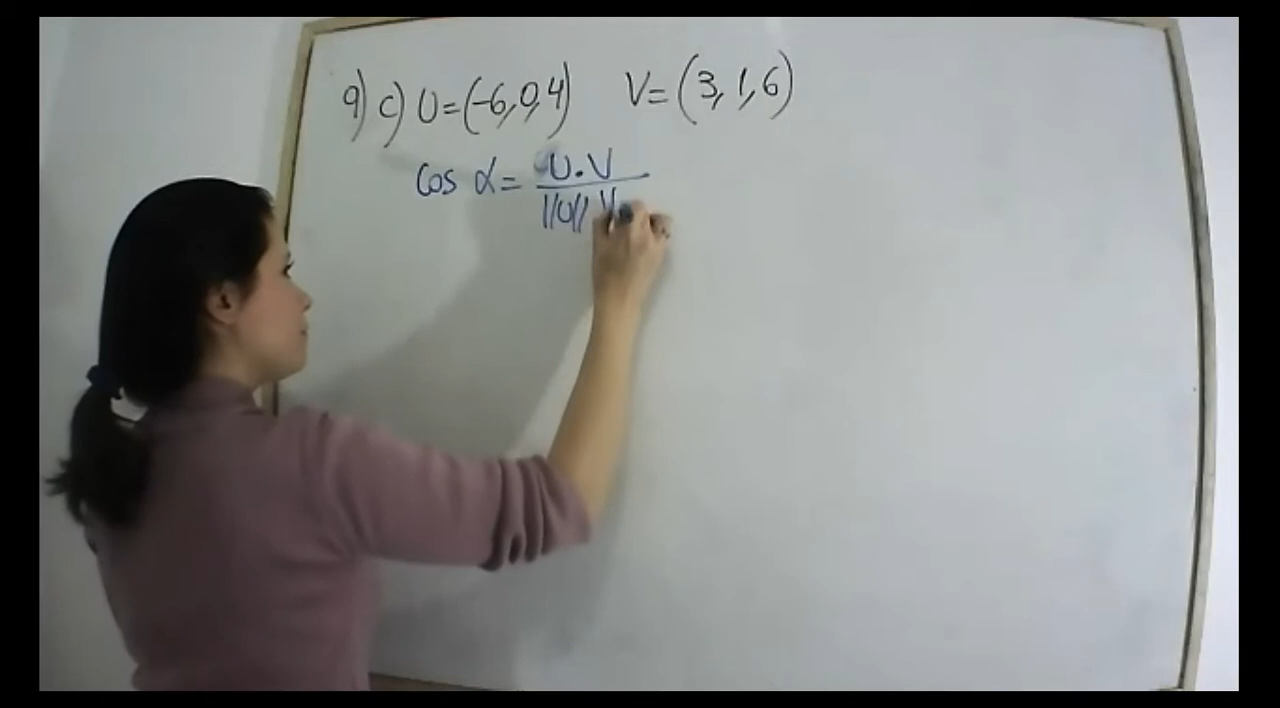 9) c) U=(-6,0,4) V=(3,1,6)
cos α= U.V
||U|| ||